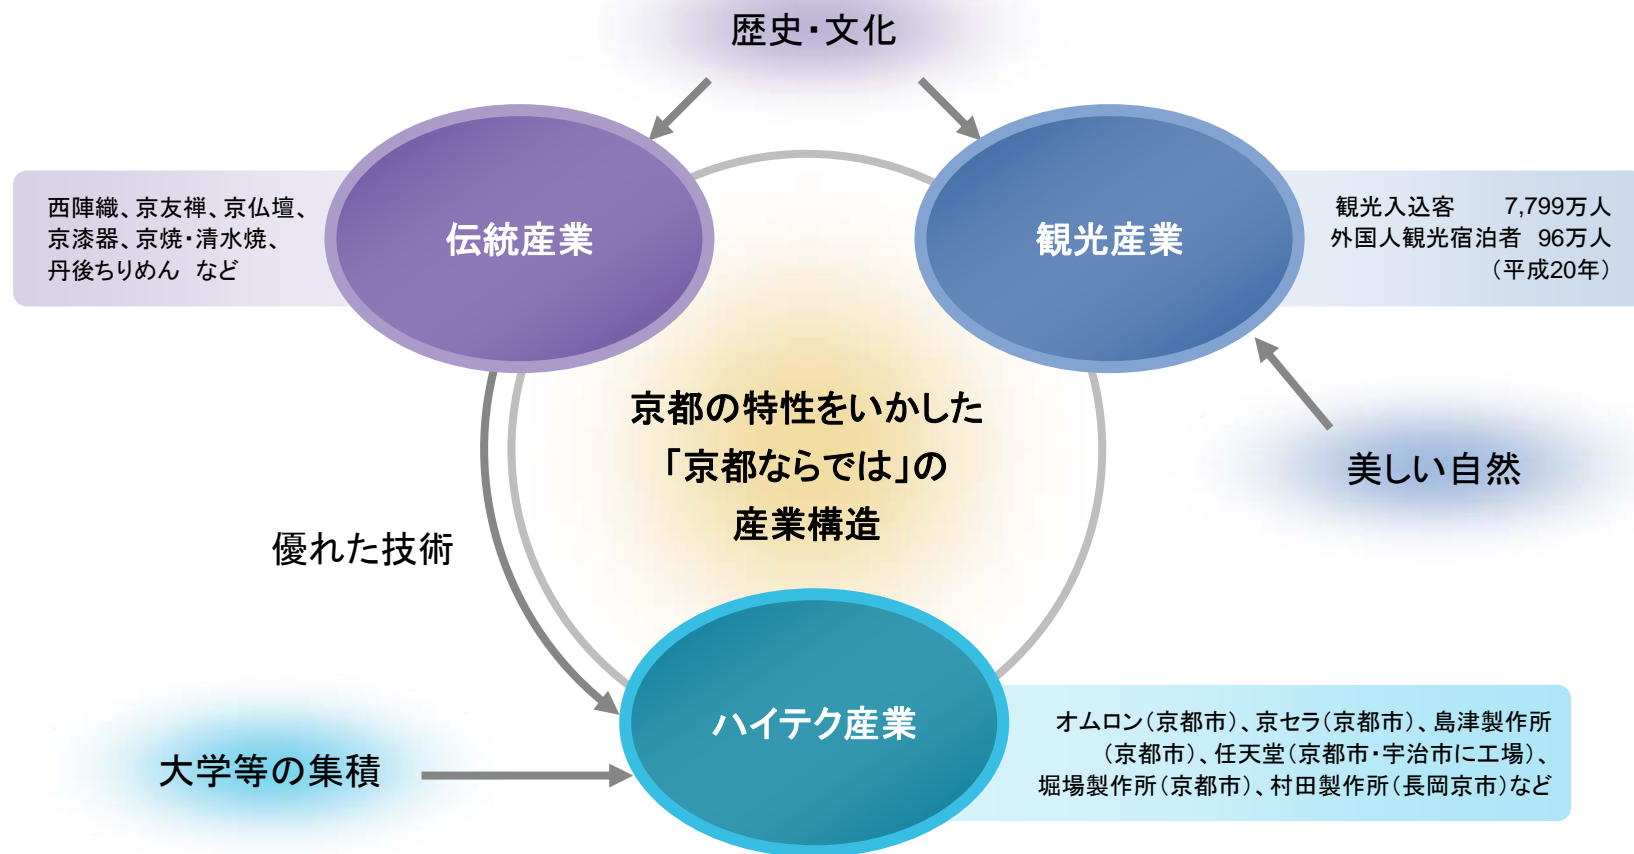 歴史・文化
伝統産業
西陣織、京友禅、京仏壇、
京漆器、京焼・清水焼、
丹後ちりめん など
観光産業
観光入込客 7,799万人
外国人観光宿泊者 96万人
（平成20年）
京都の特性をいかした
「京都ならでは」の
産業構造
美しい自然
優れた技術
ハイテク産業
大学等の集積
オムロン（京都市）、京セラ（京都市）、島津製作所
（京都市）、任天堂（京都市・宇治市に工場）、
堀場製作所（京都市）、村田製作所（長岡京市）など